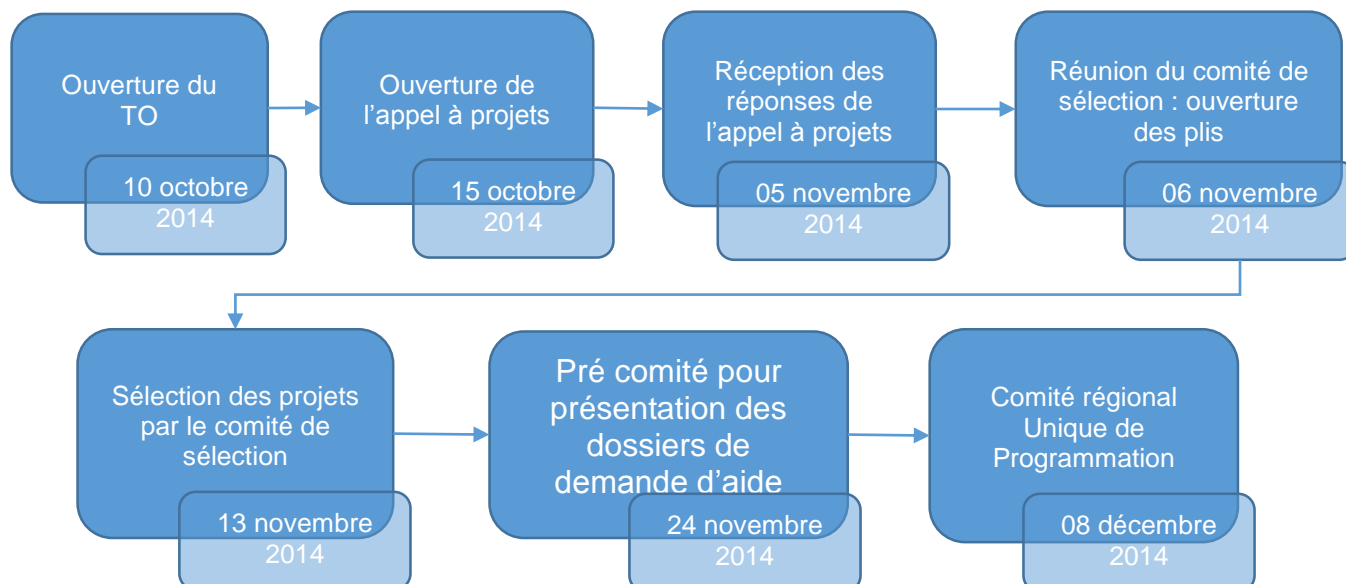 Ouverture du
TO
10 octobre
2014
Ouverture de
l’appel à projets
15 octobre
2014
Réception des
réponses de
l’appel à projets
05 novembre
2014
Réunion du comité de
sélection : ouverture
des plis
06 novembre
2014
Sélection des projets
par le comité de
sélection
13 novembre
2014
Pré comité pour
présentation des
dossiers de
demande d’aide
24 novembre
2014
Comité régional
Unique de
Programmation
08 décembre
2014